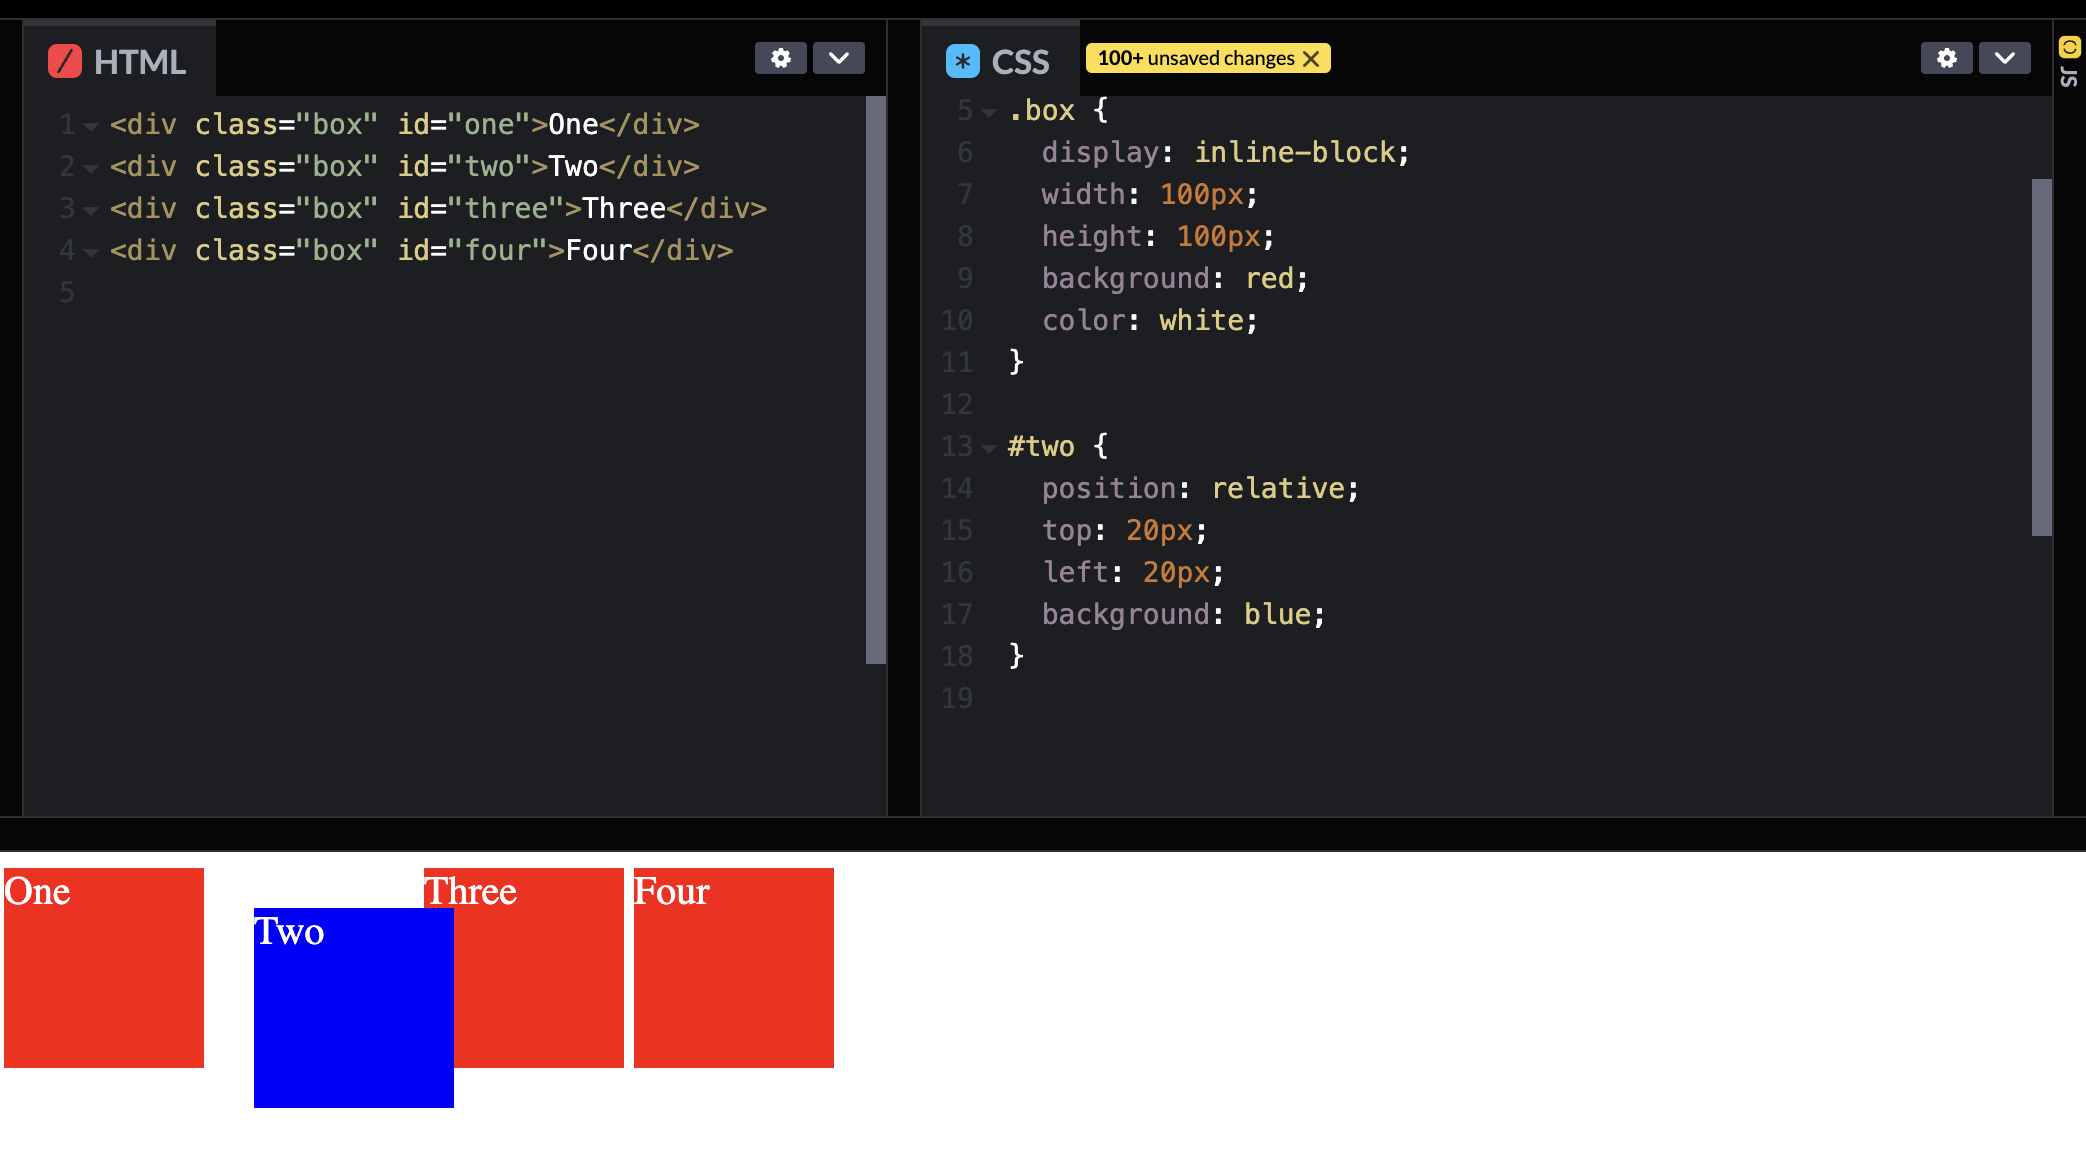 HTML
1 <div class="box" id="one">One</div>
2 <div class="box" id="two">Two</div>
3 <div class="box" id="three">Three</div>
4 <div class="box" id="four">Four</div>
5
* CSS
100+ unsaved changes
JS
5 .box {
6 display: inline-block;
7 width: 100px;
8 height: 100px;
9 background: red;
10 color: white;
11 }
12
13 #two {
14 position: relative;
15 top: 20px;
16 left: 20px;
17 background: blue;
18 }
19
One
Two
Three
Four